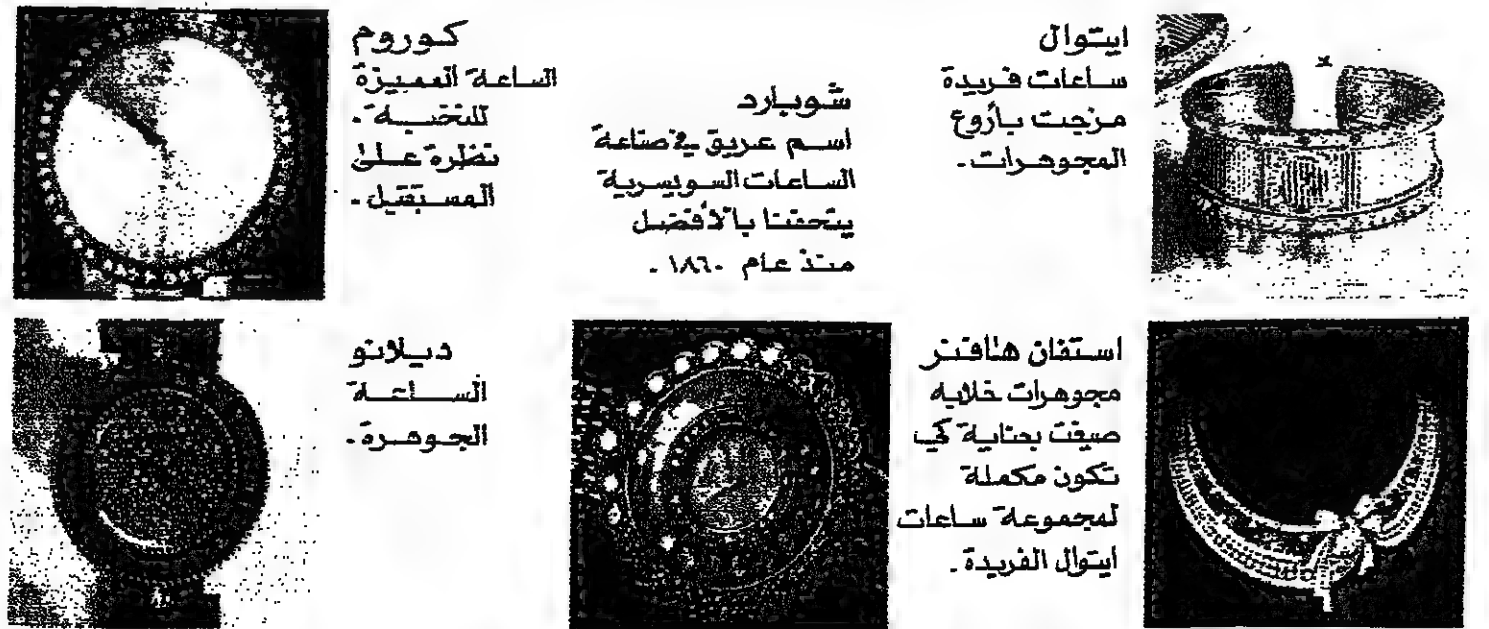 ايتوال
ساعات فريدة
مزجت بأروع
المجوهرات.
شوبارد
اسم عريق في صناعة
الساعات السويسرية
يتحفنا بالأفضل
منذ عام ١٨٦٠.
كوروم
الساعة المميزة
للنخبة.
نظرة على
المستقبل.
استفان هافنر
مجوهرات خلابه
صيغت بعناية كي
تكون مكملة
لمجموعة ساعات
ايتوال الفريدة.
ديلانو
الساعة
الجوهرة.